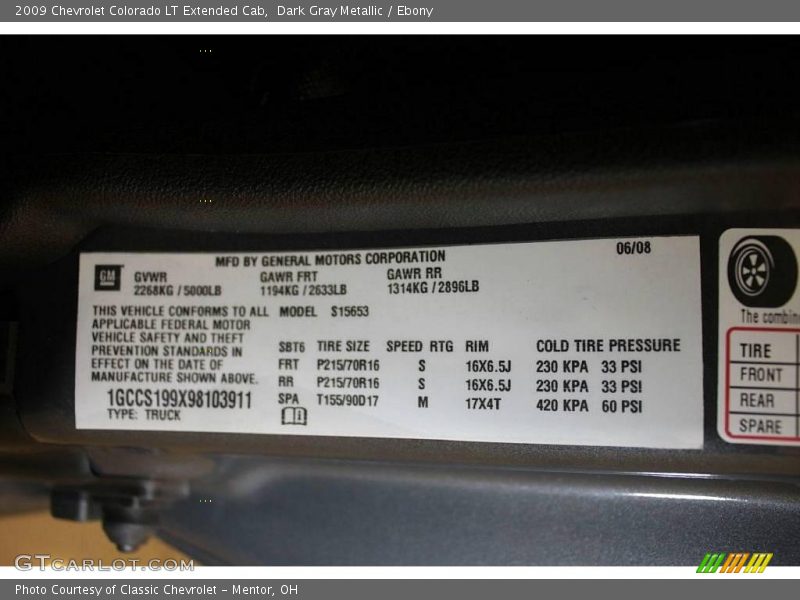 2009 Chevrolet Colorado LT Extended Cab, Dark Gray Metallic / Ebony
MFD BY GENERAL MOTORS CORPORATION 06/08
GM GVWR GAWR FRT GAWR RR
2268KG / 5000LB 1194KG / 2633LB 1314KG / 2896LB
THIS VEHICLE CONFORMS TO ALL MODEL S15653
APPLICABLE FEDERAL MOTOR
VEHICLE SAFETY AND THEFT
PREVENTION STANDARDS IN
EFFECT ON THE DATE OF
MANUFACTURE SHOWN ABOVE.
1GCCS199X98103911
TYPE: TRUCK
SBT6 TIRE SIZE SPEED RTG RIM COLD TIRE PRESSURE
FRT P215/70R16 S 16X6.5J 230 KPA 33 PSI
RR P215/70R16 S 16X6.5J 230 KPA 33 PSI
SPA T155/90D17 M 17X4T 420 KPA 60 PSI
The combin
TIRE
FRONT
REAR
SPARE
GTCARLOT.COM
Photo Courtesy of Classic Chevrolet - Mentor, OH